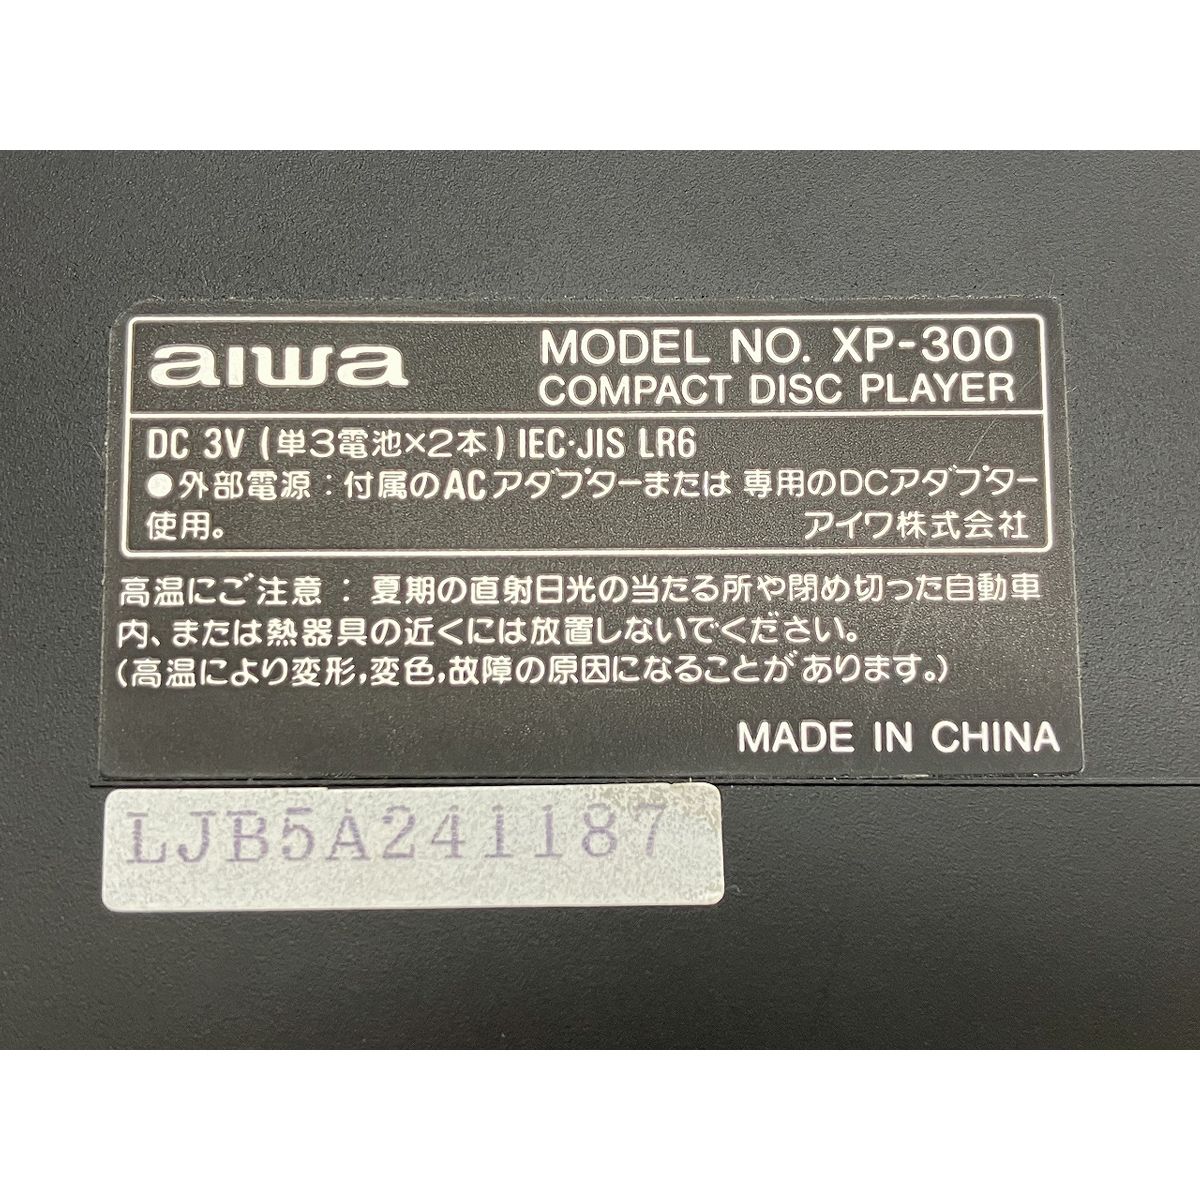 aiwa
MODEL NO. XP-300
COMPACT DISC PLAYER
DC 3V (単3電池×2本) IEC·JIS LR6
●外部電源:付属のACアダプターまたは 専用のDCアダプター
使用。 アイワ株式会社
高温にご注意:夏期の直射日光の当たる所や閉め切った自動車
内、または熱器具の近くには放置しないでください。
(高温により変形,変色,故障の原因になることがあります。)
MADE IN CHINA
LJB5A241187